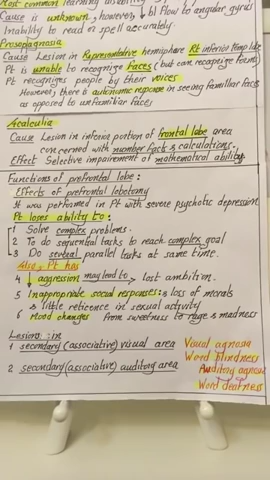 Most common learning disability
Cause is unknown, however, ↓ bl flow to angular gyrus
Inability to read or spell accurately.
Prosopagnosia
Cause Lesion in Representative hemisphere Rt inferior temp lobe
Pt is unable to recognize faces (but can recognize forms)
Pt recognizes people by their voices
However, there is autonomic response in seeing familiar faces
as opposed to unfamiliar faces
Acalculia
Cause Lesion in inferior portion of frontal lobe area
concerned with number facts & calculations.
Effect Selective impairment of mathematical ability
Functions of prefrontal lobe:
Effects of prefrontal lobotomy
It was performed in PT with severe psychotic depression
Pt loses ability to:
1 Solve complex problems.
2 To do sequential tasks to reach complex goal
3 Do several parallel tasks at same time.
Also, Pt has
4 ↓ aggression may lead to → lost ambition.
5 Inappropriate social responses: & loss of morals
& little reticence in sexual activity
6 Mood changes from sweetness to rage & madness
Lesions in
1 secondary (associative) visual area Visual agnosia
Word blindness
2 secondary (associative) auditory area Auditory agnosia
Word deafness